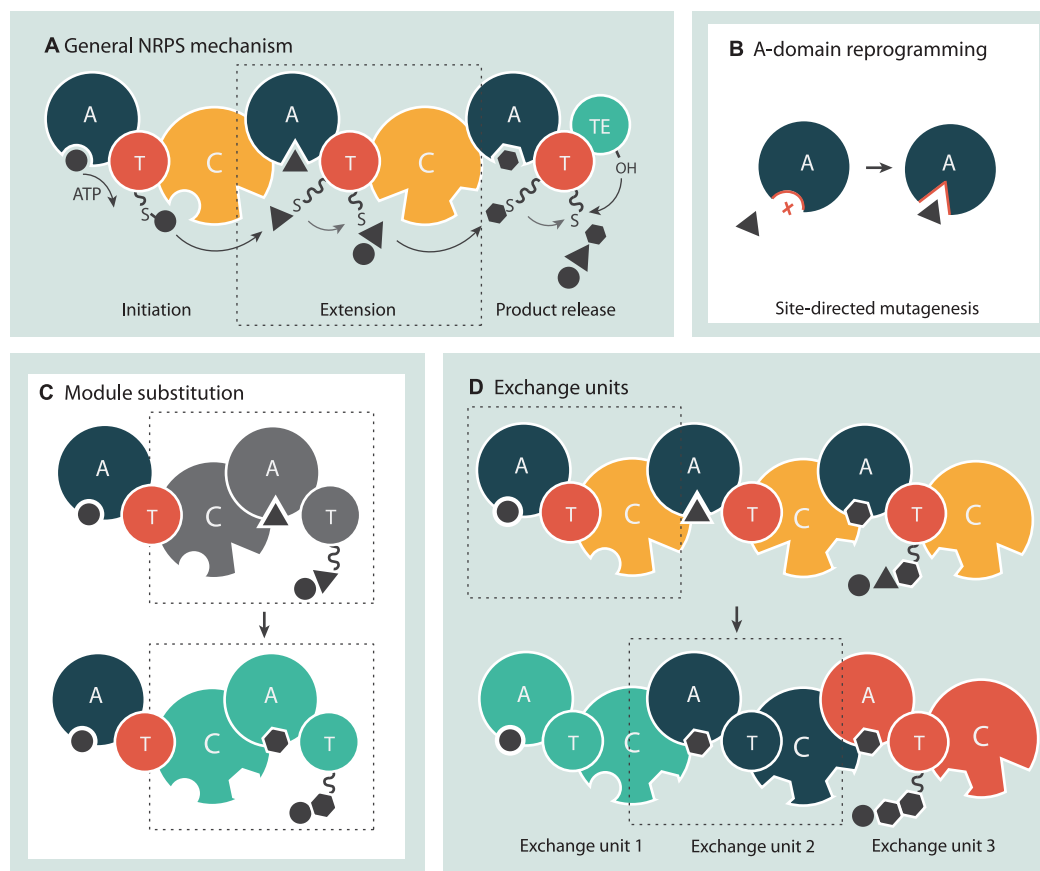 A General NRPS mechanism
A
T
C
A
T
C
A
T
TE
ATP
OH
S
S
S
S
S
Initiation
Extension
Product release
B A-domain reprogramming
A
A
x
Site-directed mutagenesis
C Module substitution
A
T
C
A
T
A
T
C
A
T
D Exchange units
A
T
C
A
T
C
A
T
C
A
T
C
A
T
C
A
T
C
Exchange unit 1
Exchange unit 2
Exchange unit 3